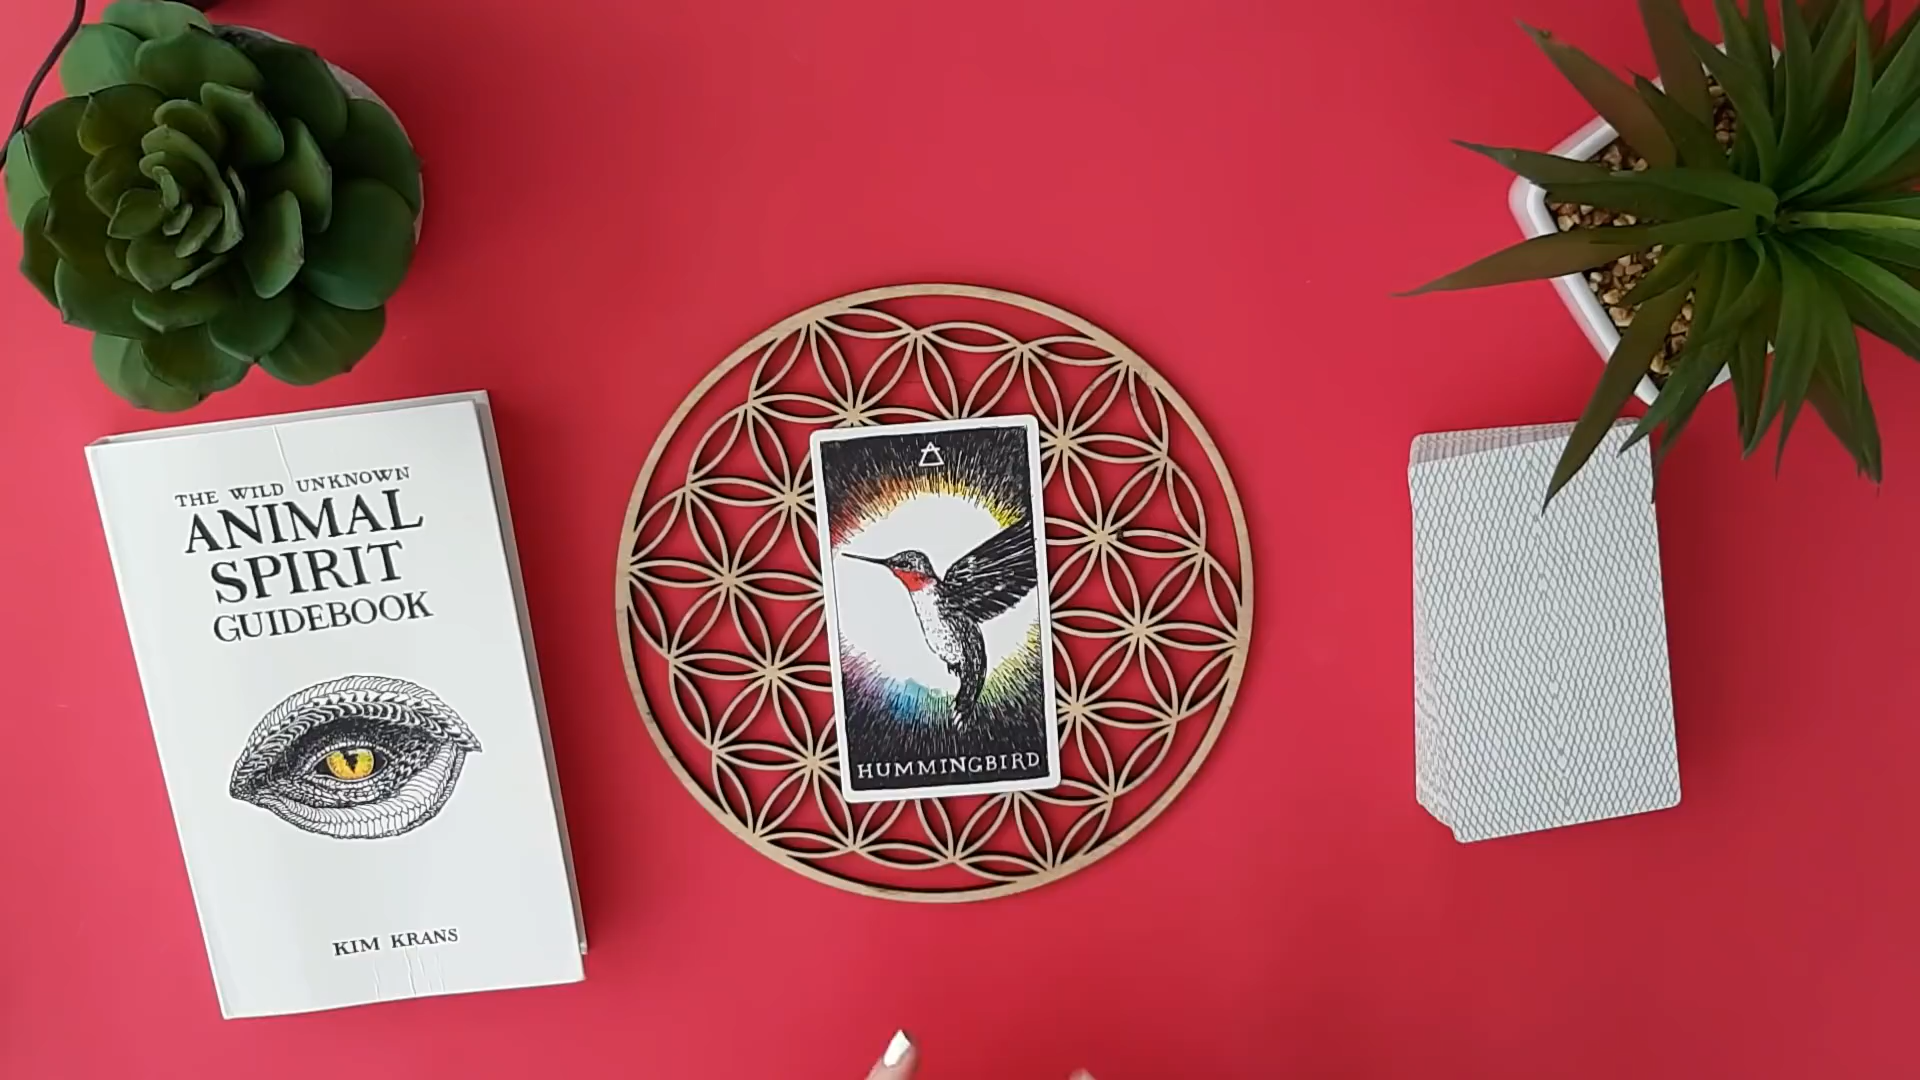 THE WILD UNKNOWN
ANIMAL
SPIRIT
GUIDEBOOK
KIM KRANS
HUMMINGBIRD